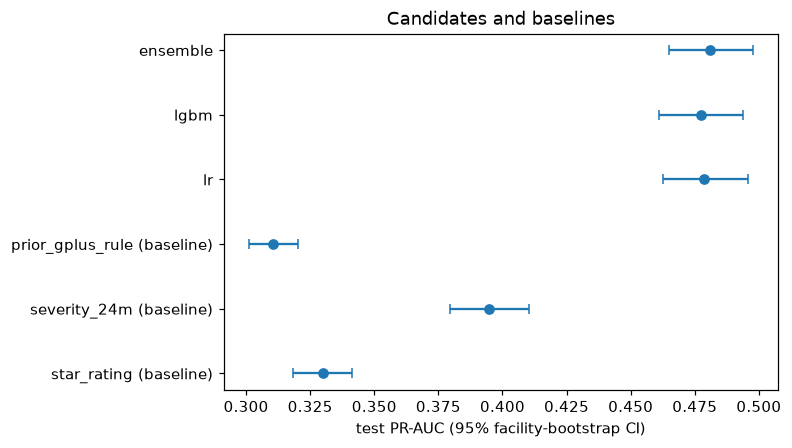 Candidates and baselines
ensemble
lgbm
lr
prior_gplus_rule (baseline)
severity_24m (baseline)
star_rating (baseline)
0.300 0.325 0.350 0.375 0.400 0.425 0.450 0.475 0.500
test PR-AUC (95% facility-bootstrap CI)